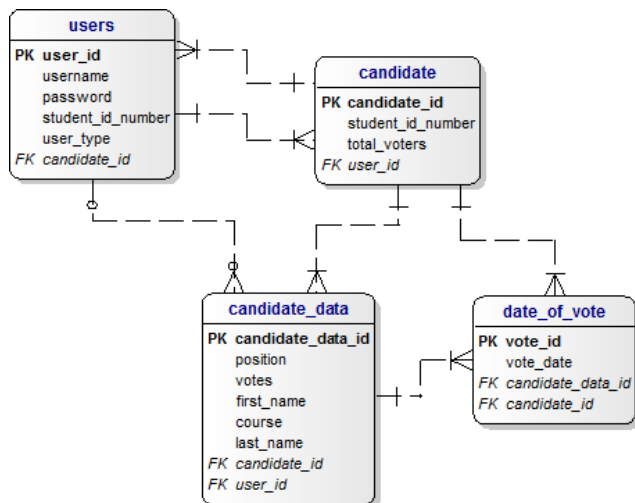 users
PK user_id
username
password
student_id_number
user_type
FK candidate_id
candidate
PK candidate_id
student_id_number
total_voters
FK user_id
candidate_data
PK candidate_data_id
position
votes
first_name
course
last_name
FK candidate_id
FK user_id
date_of_vote
PK vote_id
vote_date
FK candidate_data_id
FK candidate_id